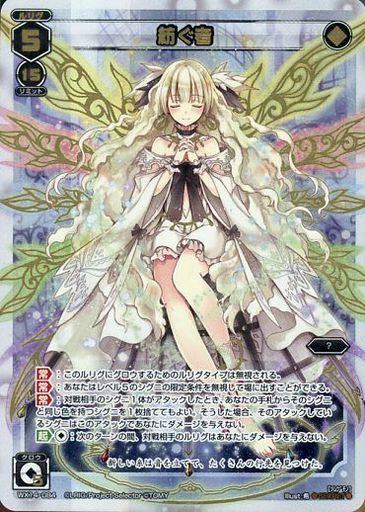 ルリグ
5
15
リミット
紡ぐ者
?
常:このルリグにグロウするためのルリグタイプは無視される。
常:あなたはレベル5のシグニの限定条件を無視して場に出すことができる。
常:対戦相手のシグニ1体がアタックしたとき、あなたの手札からそのシグニ
と同じ色を持つシグニを1枚捨ててもよい。そうした場合、そのアタックしてい
るシグニはこのアタックであなたにダメージを与えない。
起 :次のターンの間、対戦相手のルリグはあなたにダメージを与えない。
新しい泉は音を立てて、たくさんの
を見つけた。
グロウ
WX14-084 CLRIG:Project Selector ©TOMY
Illust 希